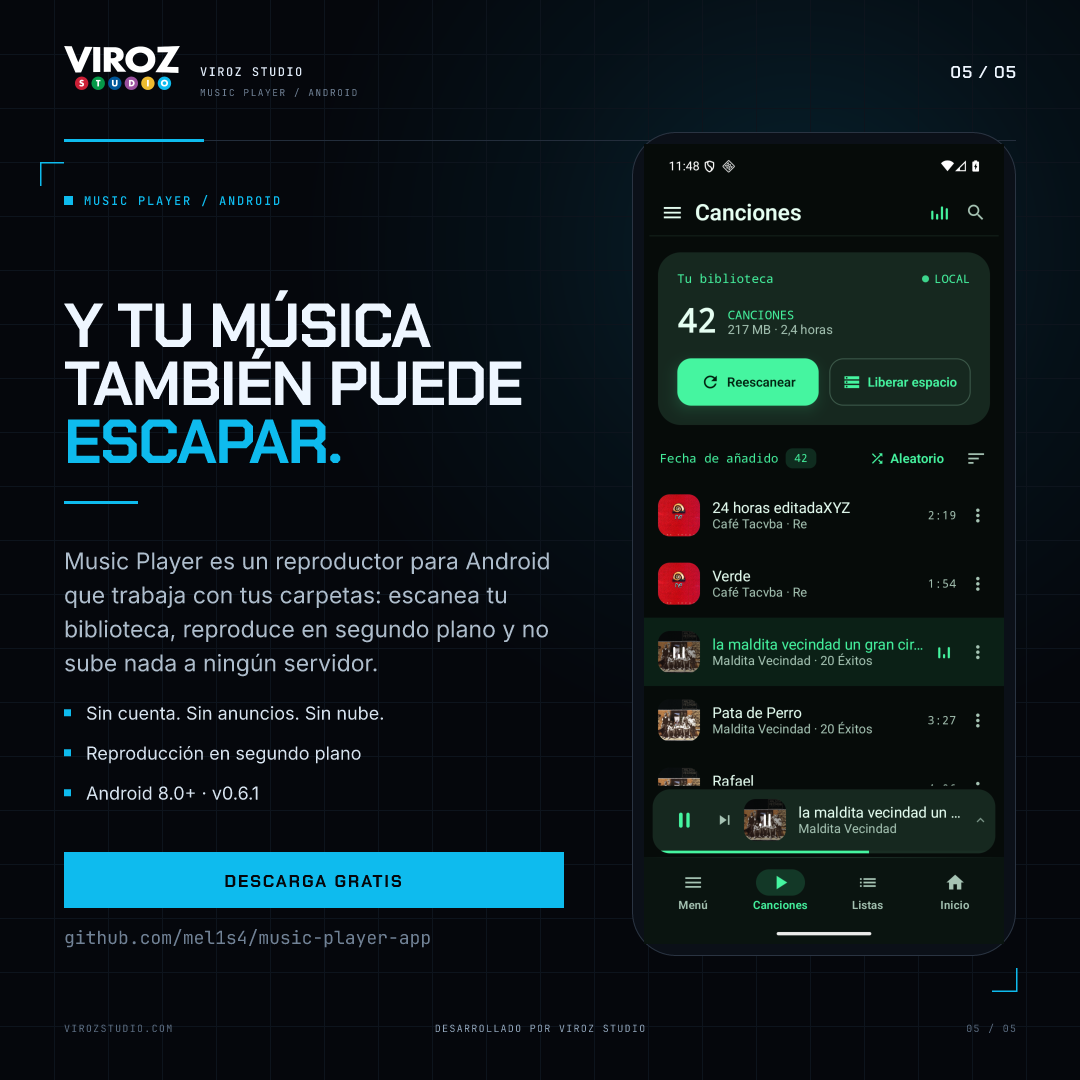 VIROZ
STUDIO
VIROZ STUDIO
MUSIC PLAYER / ANDROID
05 / 05
MUSIC PLAYER / ANDROID
Y TU MÚSICA
TAMBIÉN PUEDE
ESCAPAR.
Music Player es un reproductor para Android
que trabaja con tus carpetas: escanea tu
biblioteca, reproduce en segundo plano y no
sube nada a ningún servidor.
Sin cuenta. Sin anuncios. Sin nube.
Reproducción en segundo plano
Android 8.0+ · v0.6.1
DESCARGA GRATIS
github.com/mel1s4/music-player-app
11:48
Canciones
Tu biblioteca
LOCAL
42
CANCIONES
217 MB · 2,4 horas
Reescanear
Liberar espacio
Fecha de añadido 42
Aleatorio
24 horas editadaXYZ
Café Tacvba · Re
2:19
Verde
Café Tacvba · Re
1:54
la maldita vecindad un gran cir...
Maldita Vecindad · 20 Éxitos
Pata de Perro
Maldita Vecindad · 20 Éxitos
3:27
Rafael
la maldita vecindad un ...
Maldita Vecindad
Menú
Canciones
Listas
Inicio
VIROZSTUDIO.COM
DESARROLLADO POR VIROZ STUDIO
05 / 05